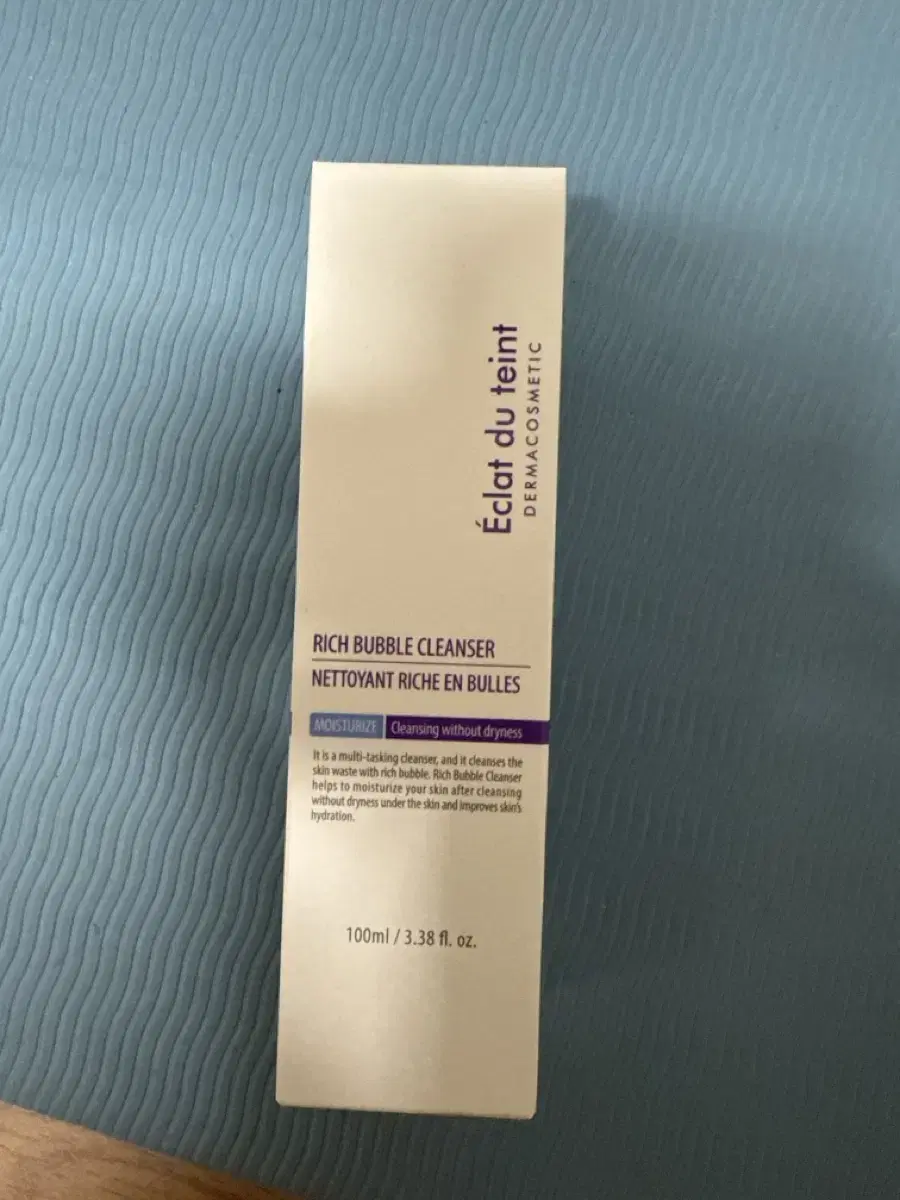 Éclat du teint
DERMACOSMETIC
RICH BUBBLE CLEANSER
NETTOYANT RICHE EN BULLES
MOISTURIZE Cleansing without dryness
It is a multi-tasking cleanser, and it cleanses the
skin waste with rich bubble. Rich Bubble Cleanser
helps to moisturize your skin after cleansing
without dryness under the skin and improves skin's
hydration.
100ml / 3.38 fl. oz.